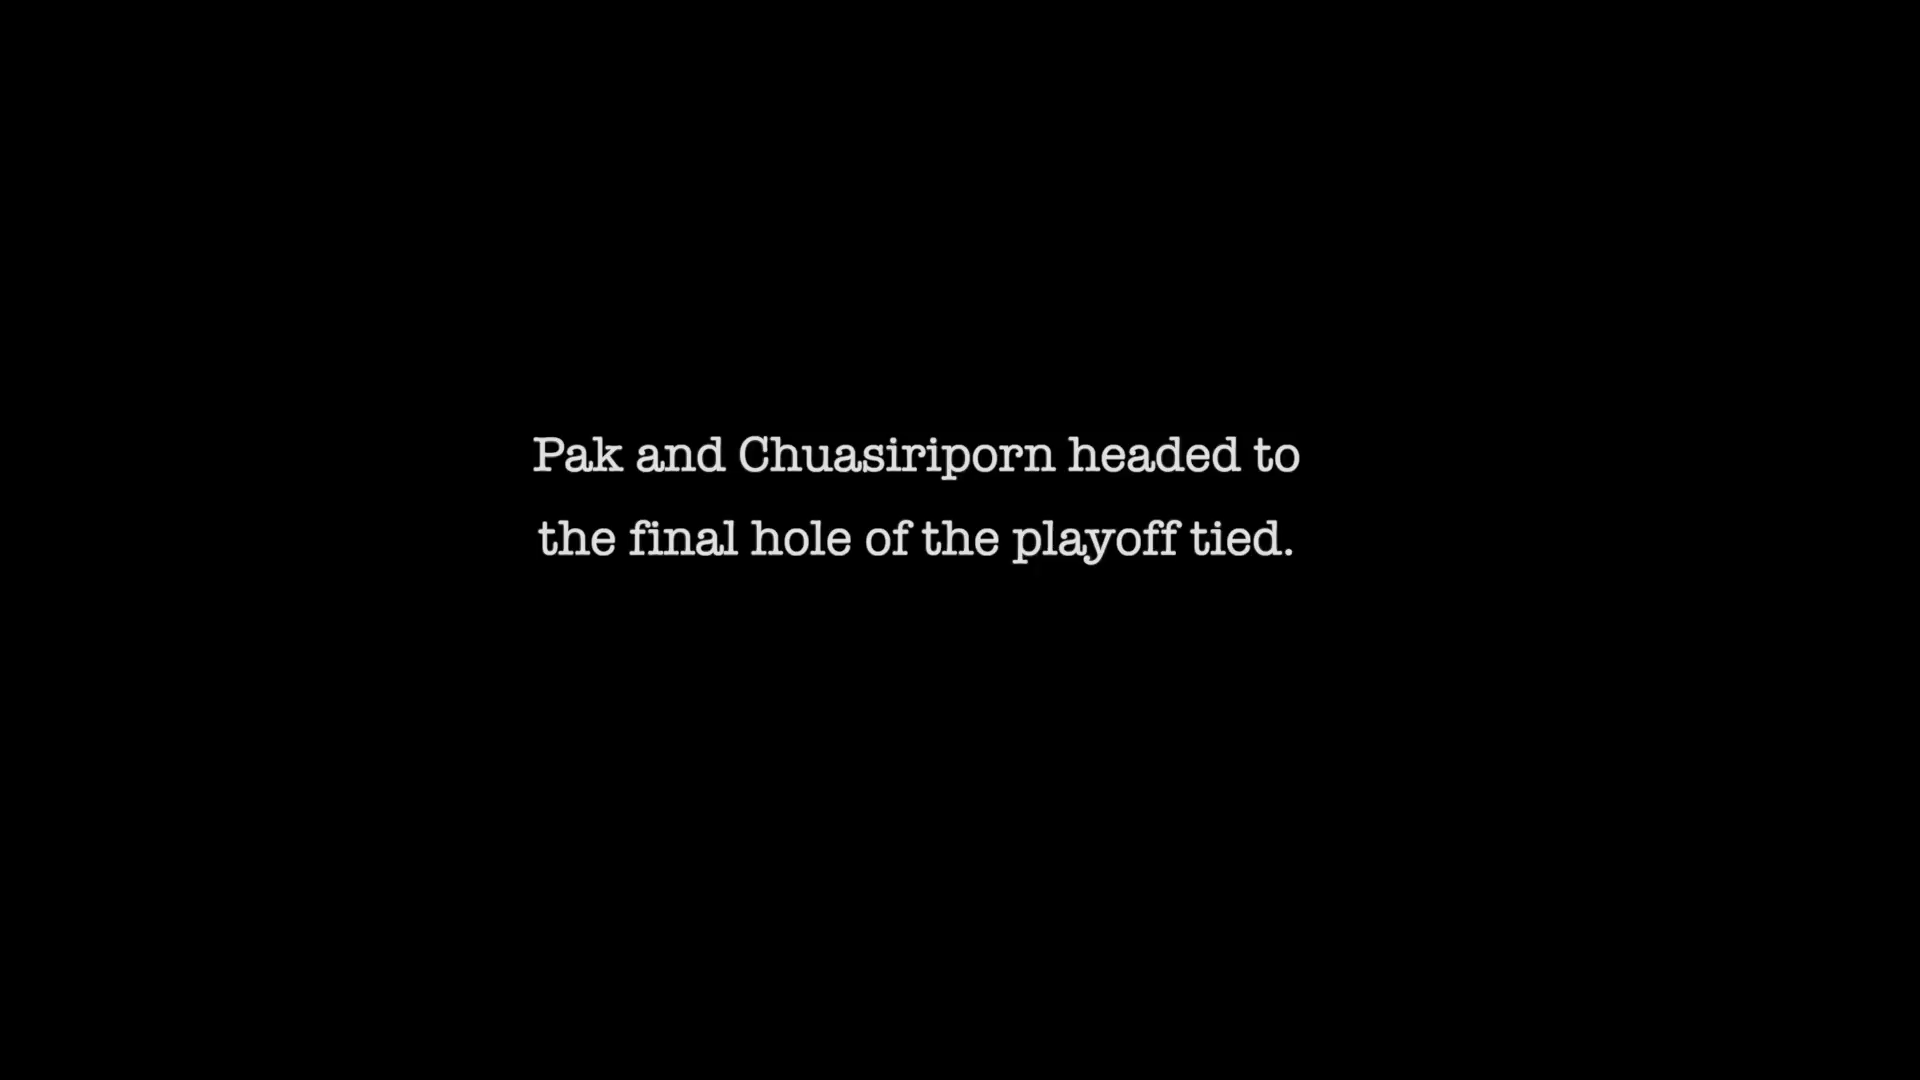 Pak and Chuasiriporn headed to
the final hole of the playoff tied.